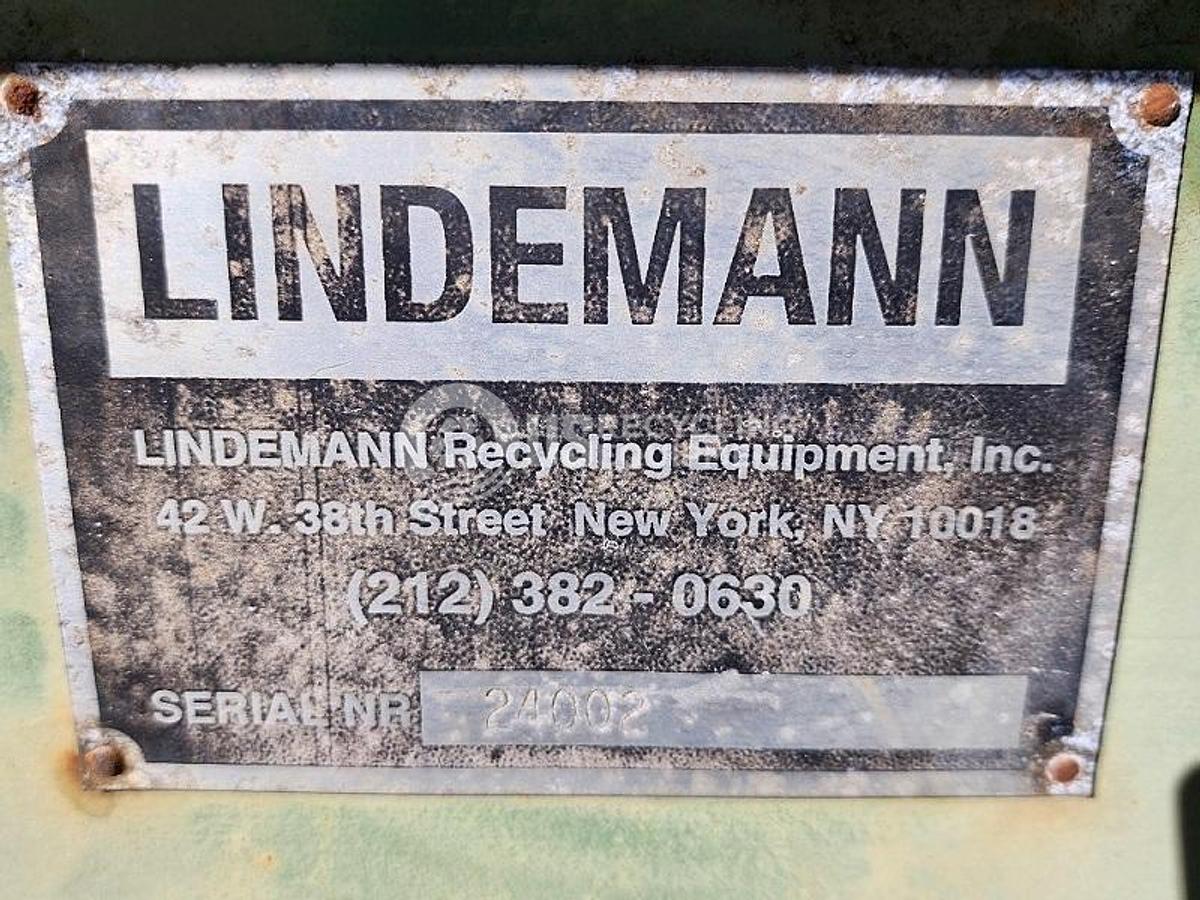 LINDEMANN
LINDEMANN Recycling Equipment, Inc.
42 W. 38th Street New York, NY 10018
(212) 382 - 0630
SERIAL NR 24002